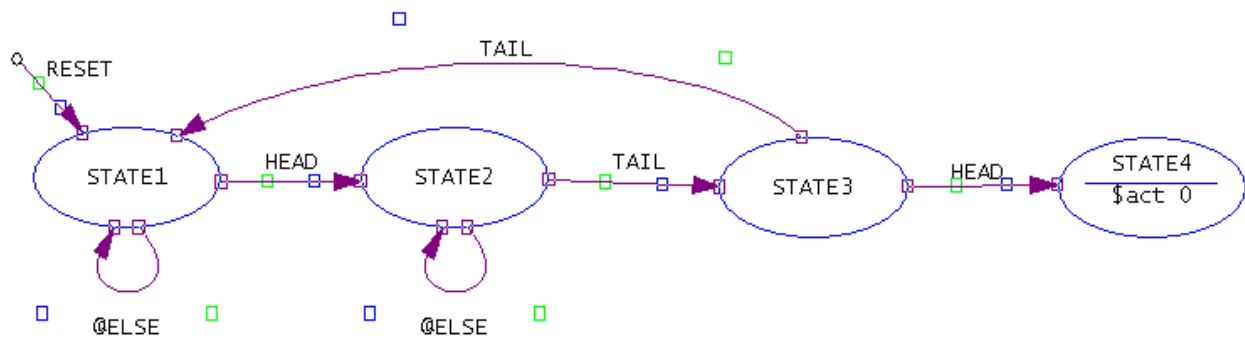 TAIL
RESET
STATE1
HEAD
STATE2
TAIL
STATE3
HEAD
STATE4
$act 0
@ELSE
@ELSE